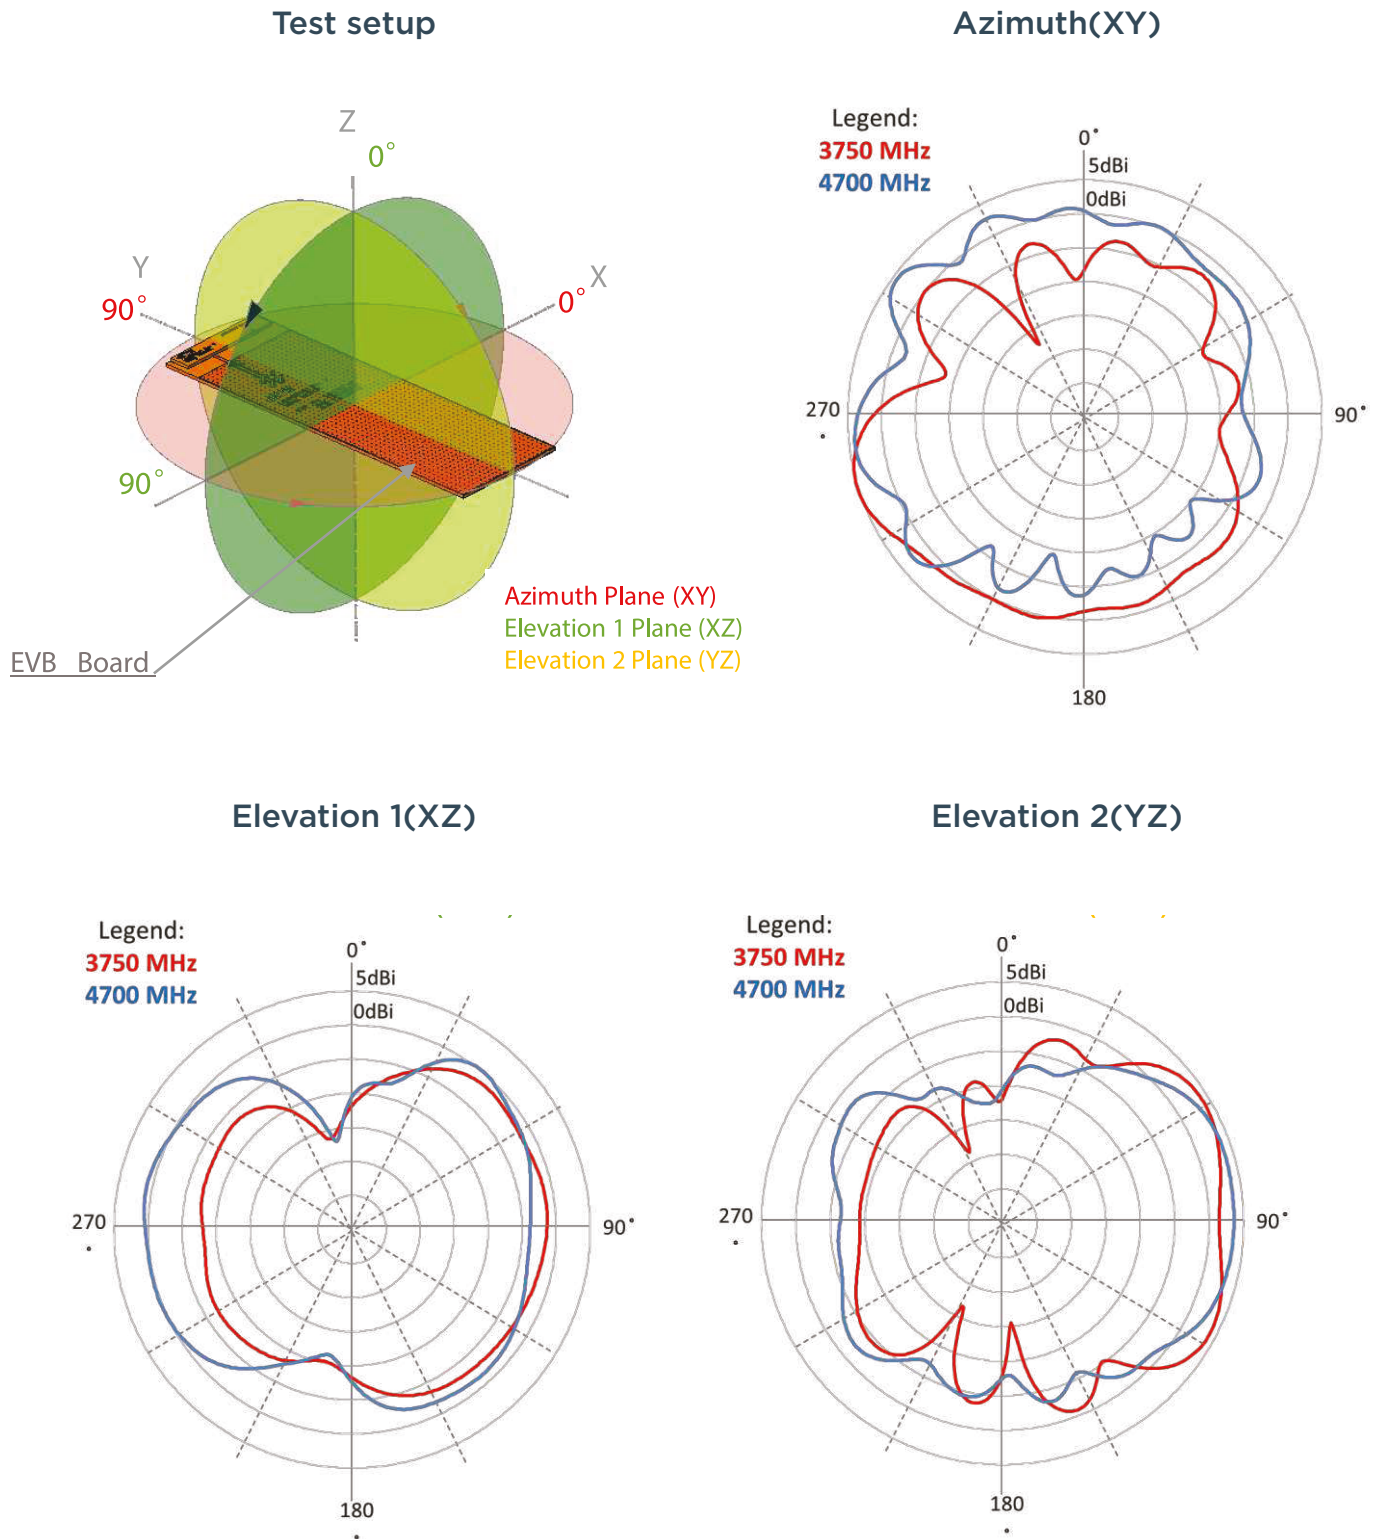 Test setup
Azimuth(XY)
Z
0°
Y
90°
X
0°
90°
Azimuth Plane (XY)
Elevation 1 Plane (XZ)
Elevation 2 Plane (YZ)
EVB Board
Legend:
3750 MHz
4700 MHz
0°
5dBi
0dBi
270°
90°
180
Elevation 1(XZ)
Elevation 2(YZ)
Legend:
3750 MHz
4700 MHz
0°
5dBi
0dBi
270°
90°
180°
Legend:
3750 MHz
4700 MHz
0°
5dBi
0dBi
270°
90°
180°